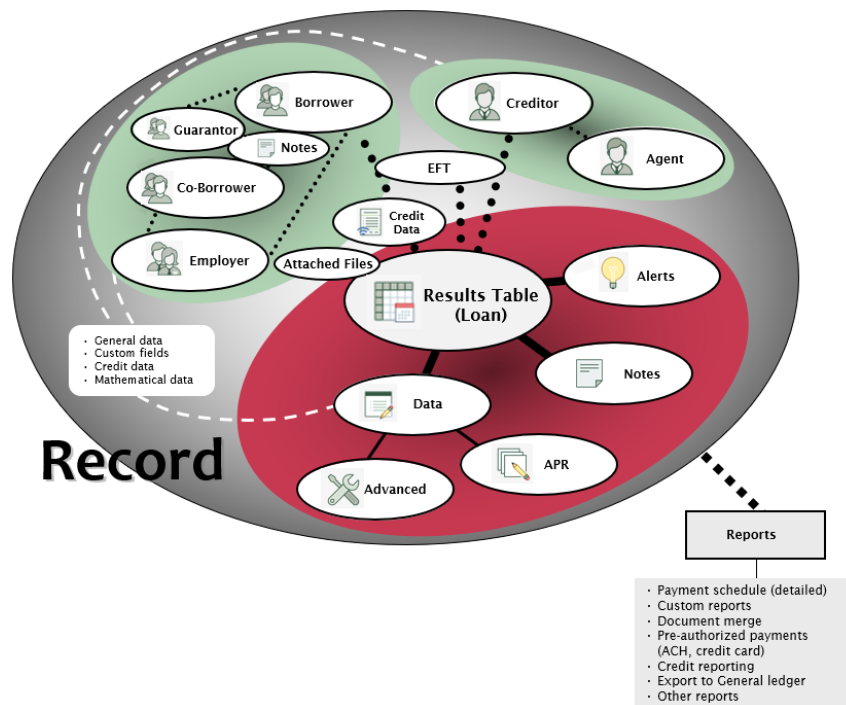 Borrower
Guarantor
Notes
Co-Borrower
Employer
Creditor
Agent
EFT
Credit
Data
Attached Files
Results Table
(Loan)
Alerts
Notes
Data
APR
Advanced
· General data
· Custom fields
· Credit data
· Mathematical data
Record
Reports
· Payment schedule (detailed)
· Custom reports
· Document merge
· Pre-authorized payments
(ACH, credit card)
· Credit reporting
· Export to General ledger
· Other reports